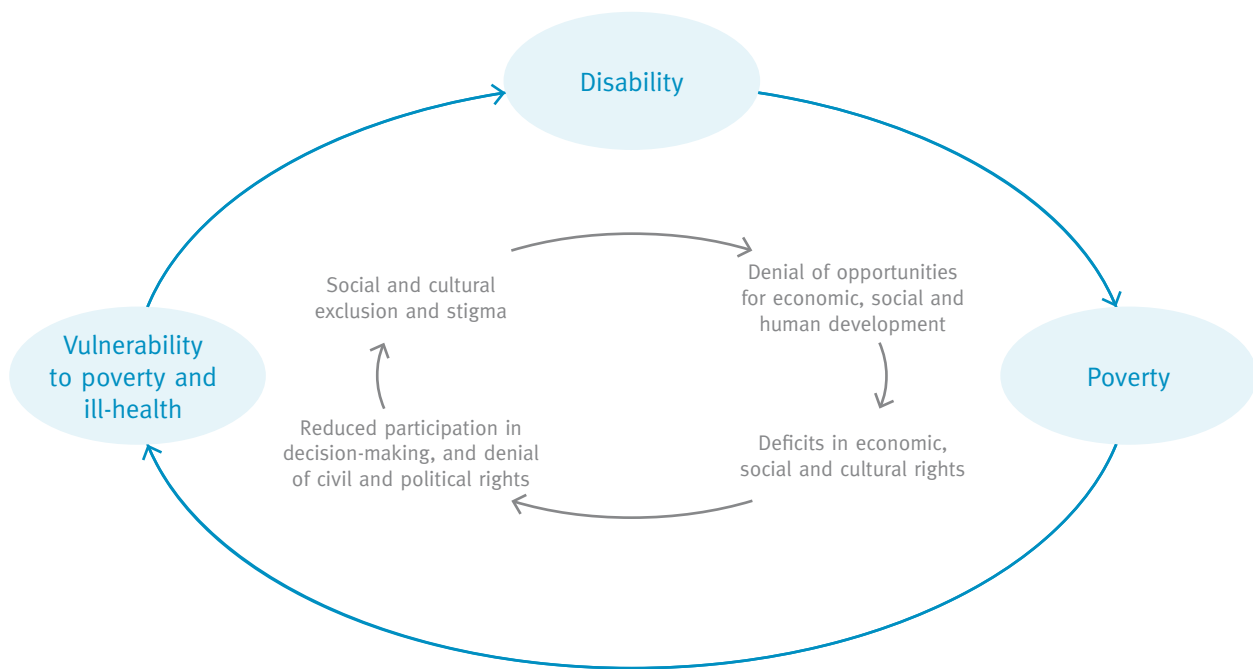 Disability
Social and cultural
exclusion and stigma
Denial of opportunities
for economic, social and
human development
Vulnerability
to poverty and
ill-health
Poverty
Reduced participation in
decision-making, and denial
of civil and political rights
Deficits in economic,
social and cultural rights